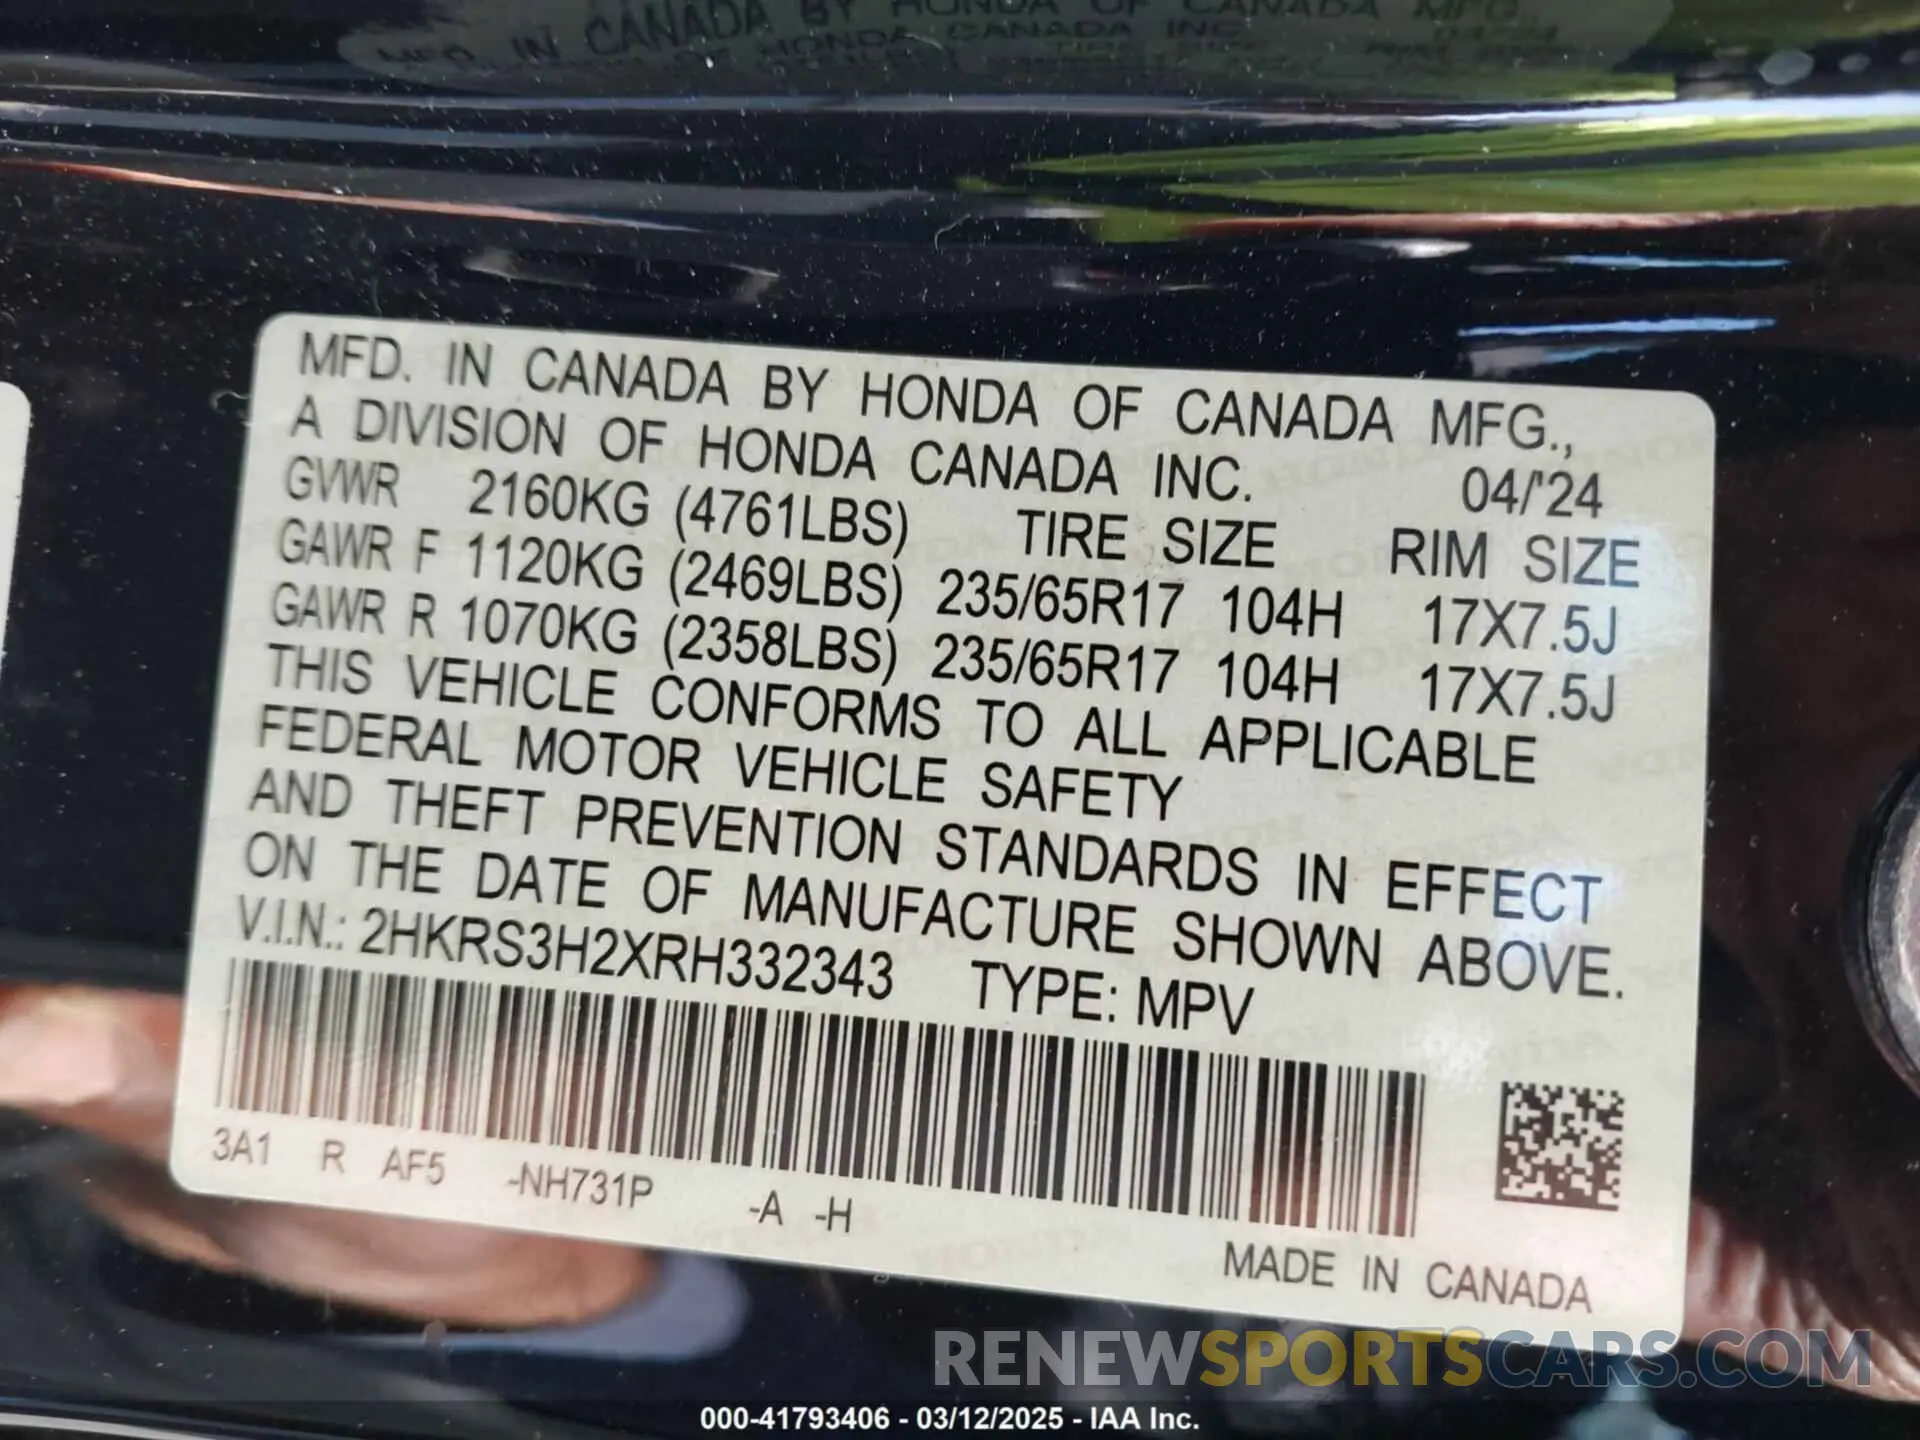 MFD. IN CANADA BY HONDA OF CANADA MFG.,
A DIVISION OF HONDA CANADA INC. 04/'24
GVWR 2160KG (4761LBS) TIRE SIZE RIM SIZE
GAWR F 1120KG (2469LBS) 235/65R17 104H 17X7.5J
GAWR R 1070KG (2358LBS) 235/65R17 104H 17X7.5J
THIS VEHICLE CONFORMS TO ALL APPLICABLE
FEDERAL MOTOR VEHICLE SAFETY
AND THEFT PREVENTION STANDARDS IN EFFECT
ON THE DATE OF MANUFACTURE SHOWN ABOVE.
V.I.N.: 2HKRS3H2XRH332343 TYPE: MPV
3A1 R AF5 -NH731P -A -H
MADE IN CANADA
RENEWSPORTSCARS.COM
000-41793406 - 03/12/2025 - IAA Inc.